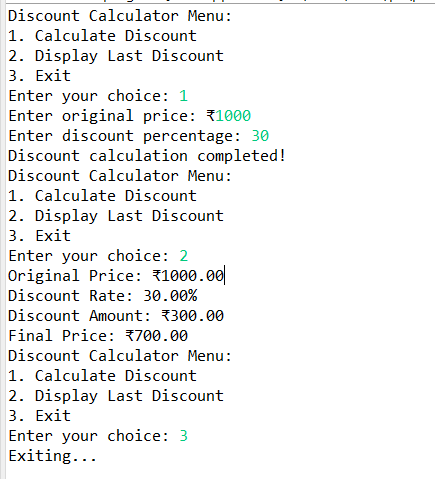 Discount Calculator Menu:
1. Calculate Discount
2. Display Last Discount
3. Exit
Enter your choice: 1
Enter original price: ₹1000
Enter discount percentage: 30
Discount calculation completed!
Discount Calculator Menu:
1. Calculate Discount
2. Display Last Discount
3. Exit
Enter your choice: 2
Original Price: ₹1000.00
Discount Rate: 30.00%
Discount Amount: ₹300.00
Final Price: ₹700.00
Discount Calculator Menu:
1. Calculate Discount
2. Display Last Discount
3. Exit
Enter your choice: 3
Exiting...